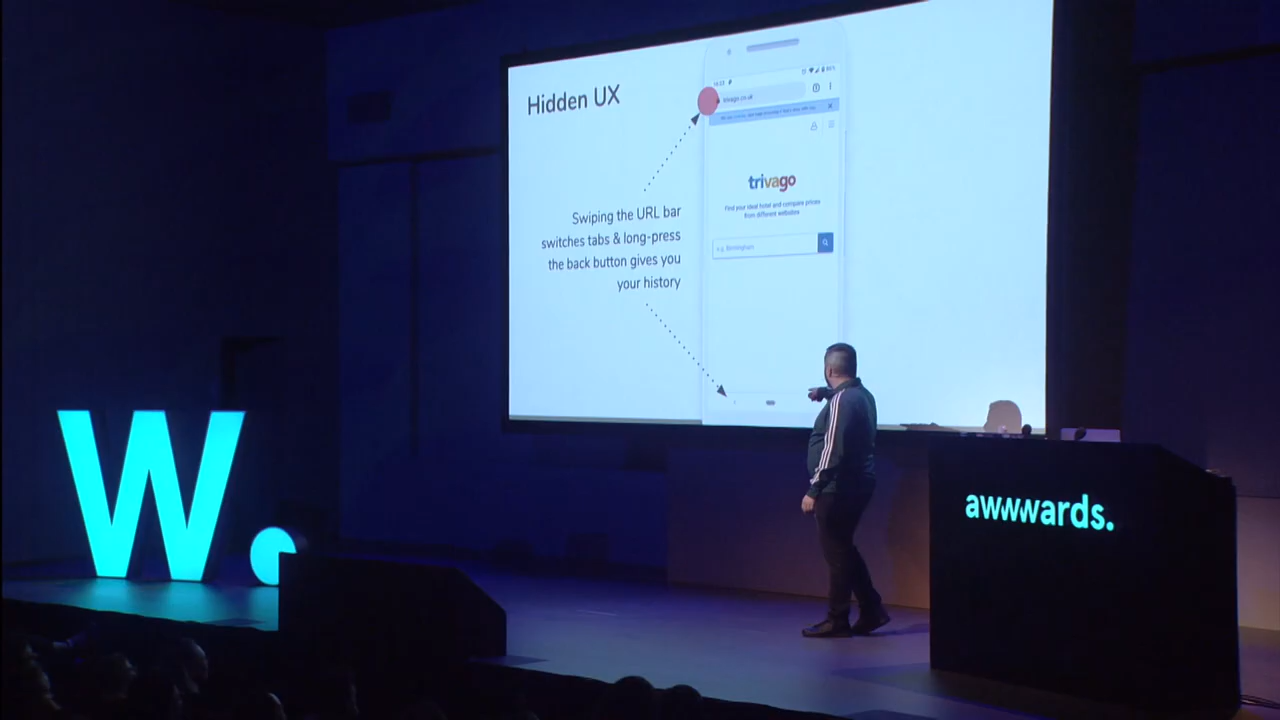 Hidden UX
trivago.co.uk
trivago
Find your ideal hotel and compare prices
from different websites
e.g. Birmingham
Swiping the URL bar
switches tabs & long-press
the back button gives you
your history
W.
awwwards.